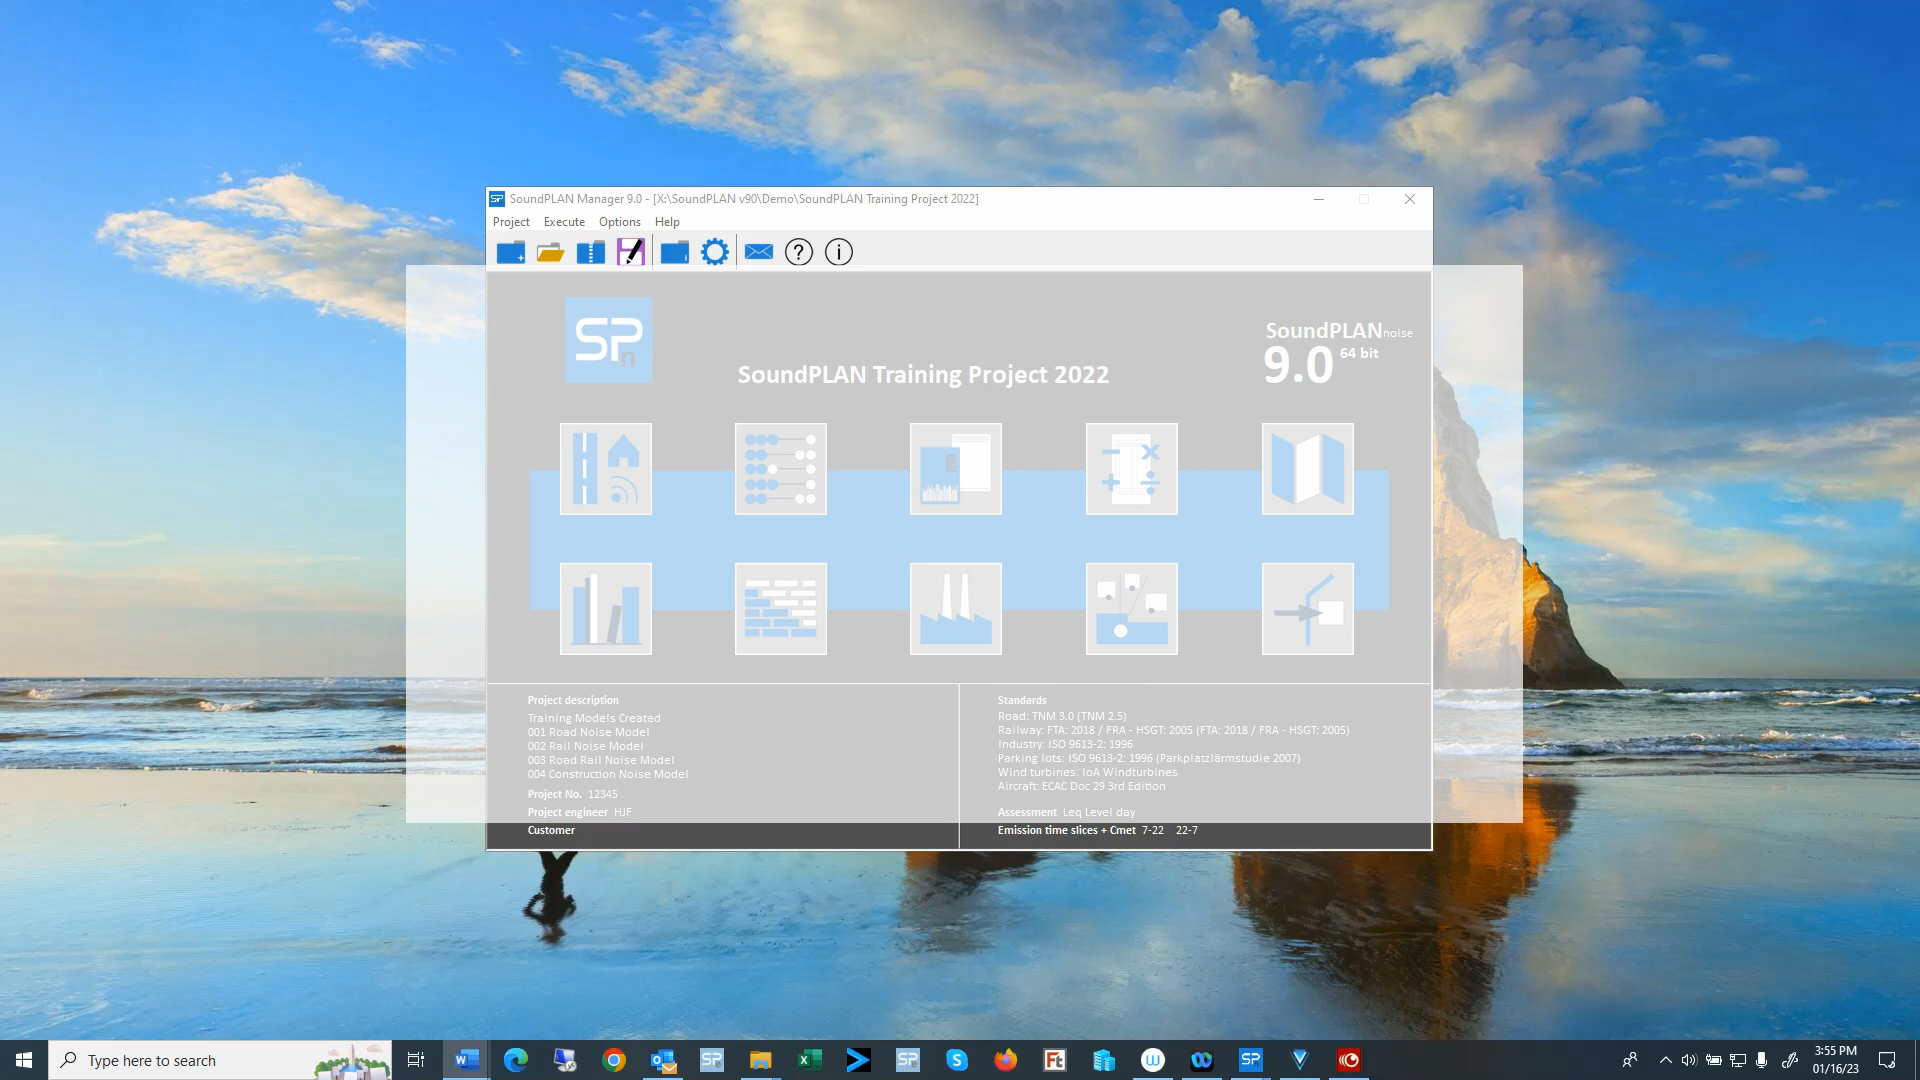 SoundPLAN Manager 9.0 - [X:\SoundPLAN v90\Demo\SoundPLAN Training Project 2022]
Project Execute Options Help
SPn
SoundPLANnoise
9.0 64 bit
SoundPLAN Training Project 2022
Project description
Training Models Created
001 Road Noise Model
002 Rail Noise Model
003 Road Rail Noise Model
004 Construction Noise Model
Project No. 12345
Project engineer HJF
Customer
Standards
Road: TNM 3.0 (TNM 2.5)
Railway: FTA: 2018 / FRA - HSGT: 2005 (FTA: 2018 / FRA - HSGT: 2005)
Industry: ISO 9613-2: 1996
Parking lots: ISO 9613-2: 1996 (Parkplatzlärmstudie 2007)
Wind turbines: IoA Windturbines
Aircraft: ECAC Doc 29 3rd Edition
Assessment Leq Level day
Emission time slices + Cmet 7-22 22-7
Type here to search
3:55 PM
01/16/23